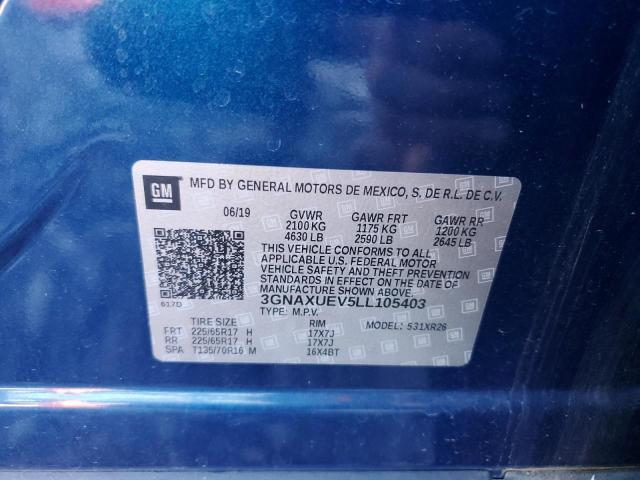 GM MFD BY GENERAL MOTORS DE MEXICO, S. DE R.L. DE C.V.
06/19 GVWR GAWR FRT GAWR RR
2100 KG 1175 KG 1200 KG
4630 LB 2590 LB 2645 LB
THIS VEHICLE CONFORMS TO ALL
APPLICABLE U.S. FEDERAL MOTOR
VEHICLE SAFETY AND THEFT PREVENTION
STANDARDS IN EFFECT ON THE DATE OF
MANUFACTURE SHOWN ABOVE.
3GNAXUEV5LL105403
617D
TYPE: M.P.V. MODEL: 531XR26
TIRE SIZE RIM
FRT 225/65R17 H 17X7J
RR 225/65R17 H 17X7J
SPA T135/70R16 M 16X4BT